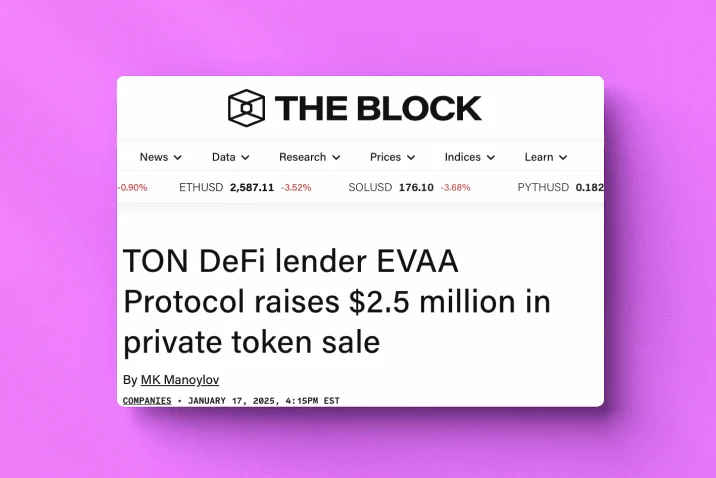 THE BLOCK
News Data Research Prices Indices Learn
-0.90% ETHUSD 2,587.11 -3.52% SOLUSD 176.10 -3.68% PYTHUSD 0.182
TON DeFi lender EVAA
Protocol raises $2.5 million in
private token sale
By MK Manoylov
COMPANIES • JANUARY 17, 2025, 4:15PM EST